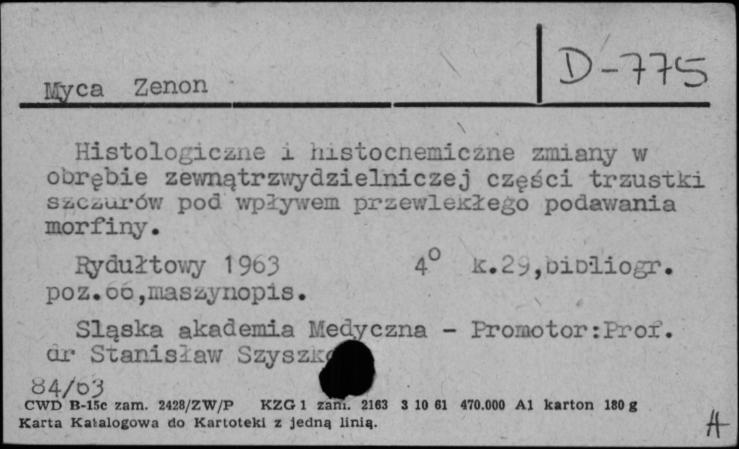 D-775
Myca Zenon
Histologiczne i histochemiczne zmiany w
obrębie zewnątrzwydzielniczej części trzustki
szczurów pod wpływem przewlekłego podawania
morfiny.
Rydułtowy 1963 4° k.29,bibliogr.
poz.66,maszynopis.
Sląska akademia Medyczna - Promotor:Prof.
dr Stanisław
84/63
CWD B-15c zam. 2428/ZW/P KZG 1 zam. 2163 3 10 61 470.000 A1 karton 180 g
Karta Katalogowa do Kartoteki z jedną linią.
A